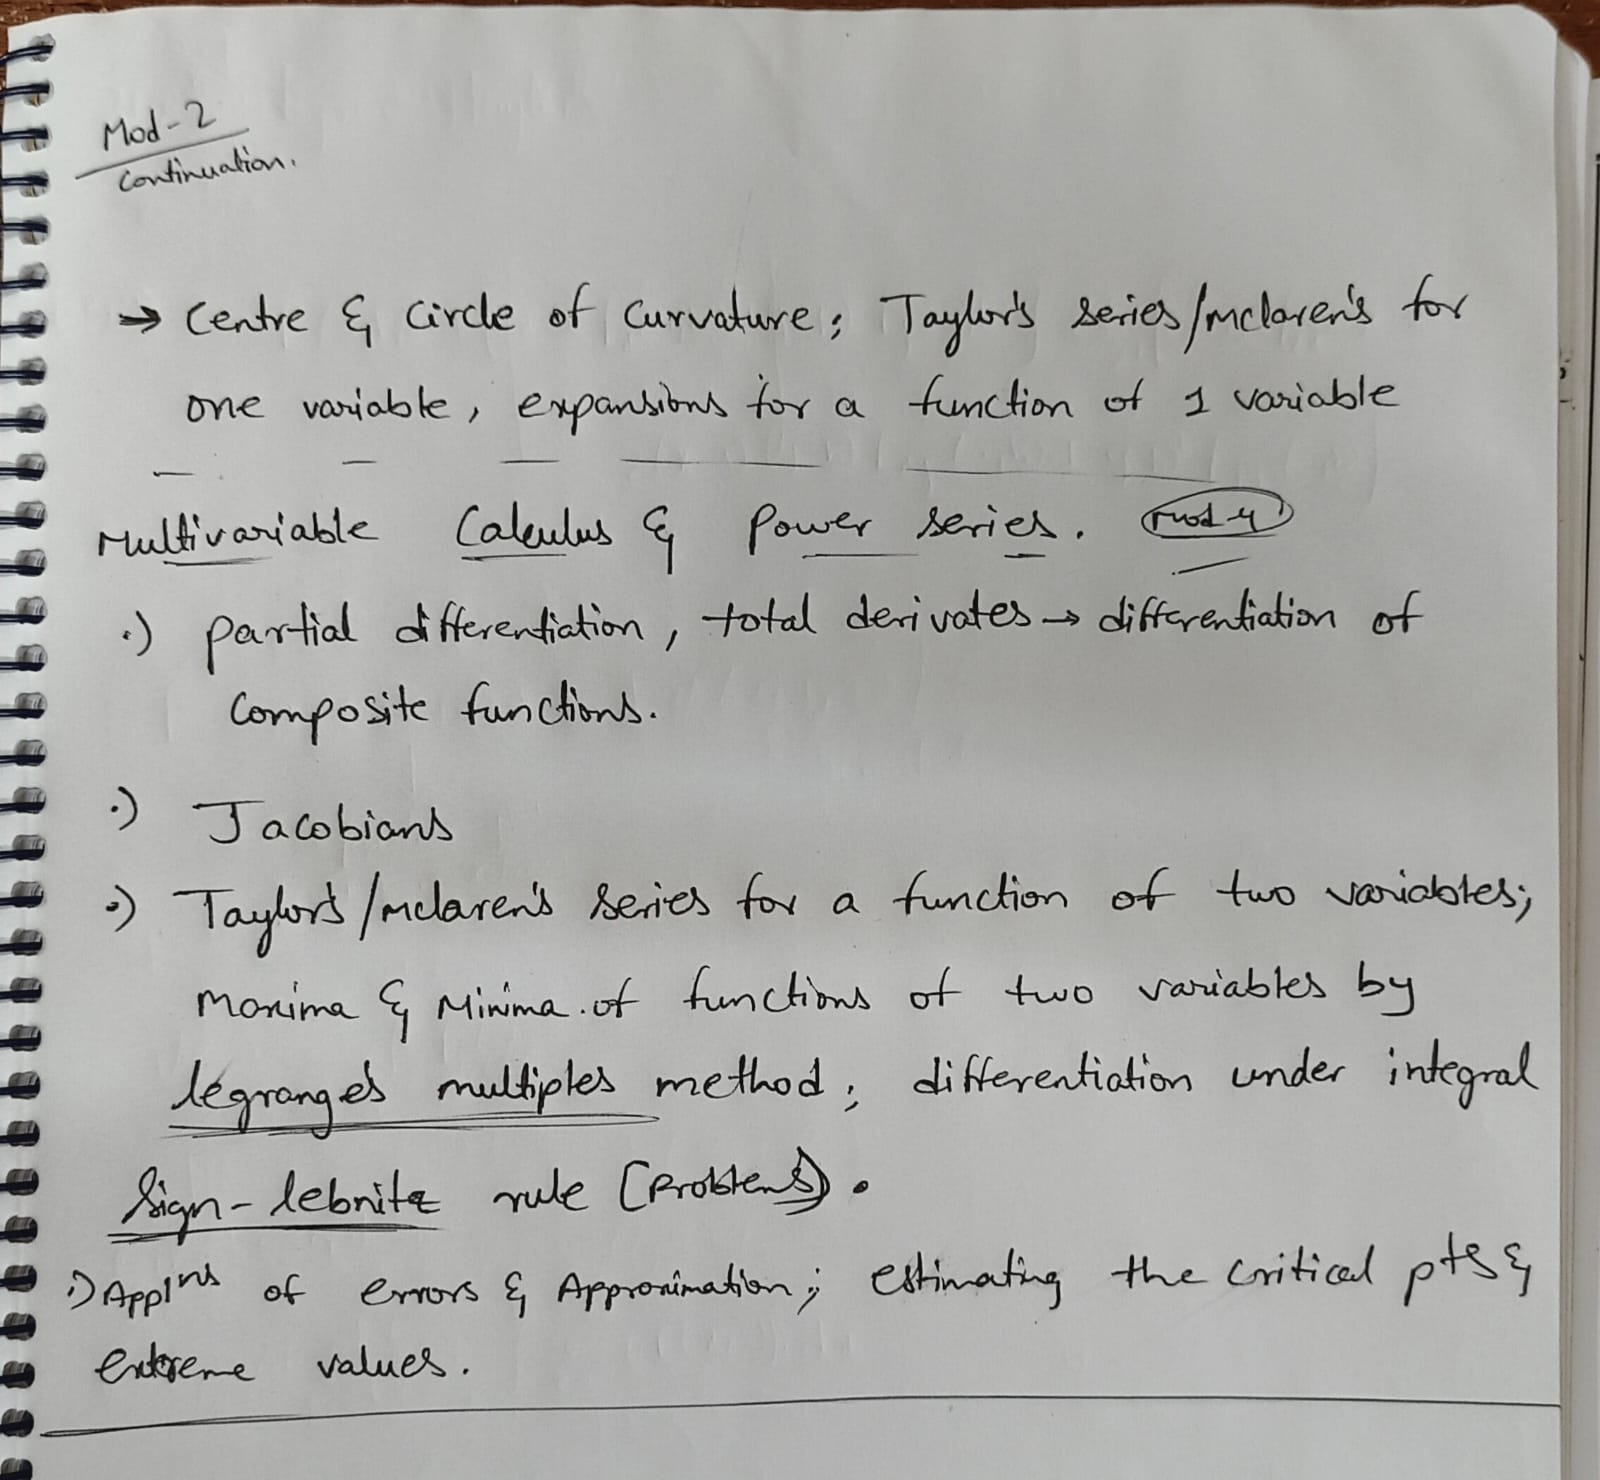 Mod-2
Continuation.
→ Centre & Circle of Curvature; Taylor's series/mclaren's for
one variable, expansions for a function of 1 variable
Multivariable Calculus & Power series. mod-4
·) partial differentiation, total derivates → differentiation of
Composite functions.
·) Jacobians
·) Taylor's/mclaren's series for a function of two variables;
Maxima & Minima. of functions of two variables by
legranges multiples method; differentiation under integral
Sign - lebnitz rule (Problems).
·) Applns of errors & Approximation; estimating the critical pts &
extreme values.